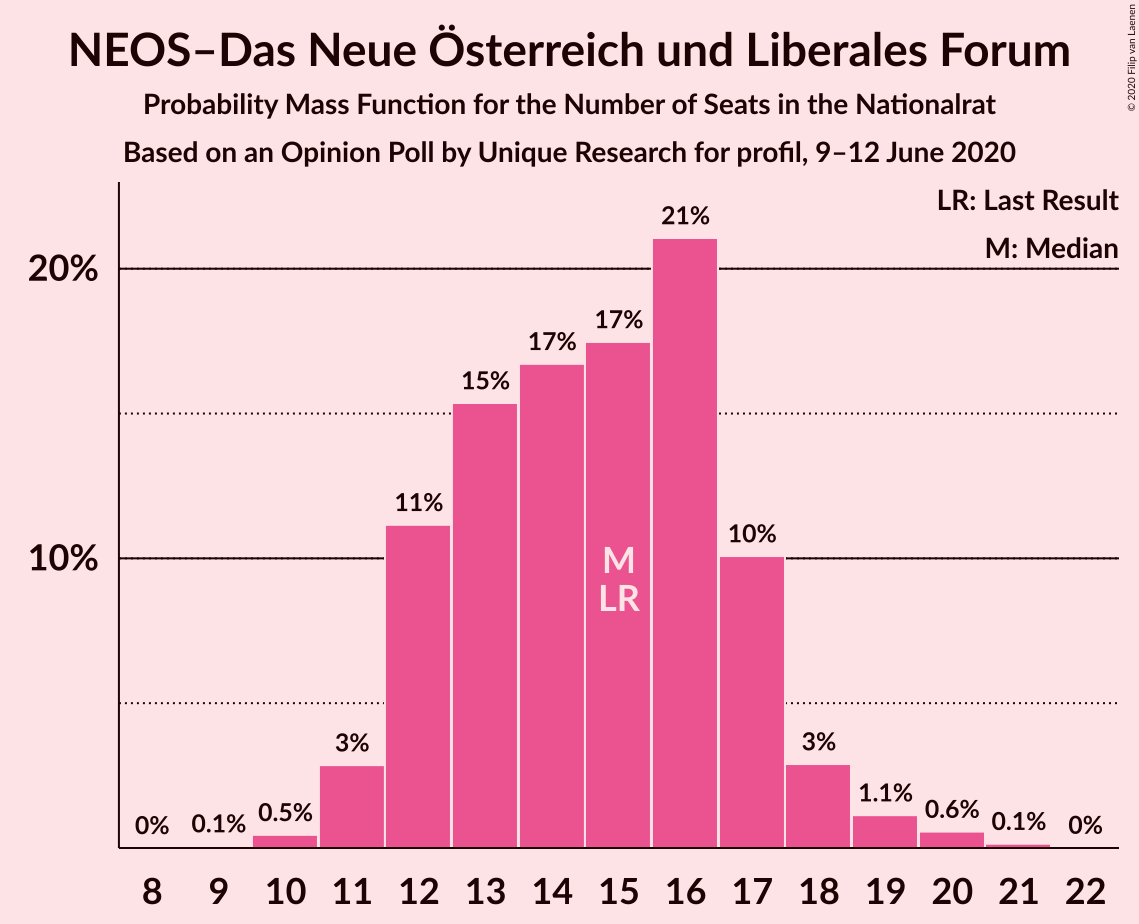 NEOS–Das Neue Österreich und Liberales Forum
Probability Mass Function for the Number of Seats in the Nationalrat
Based on an Opinion Poll by Unique Research for profil, 9–12 June 2020
© 2020 Filip van Laenen
LR: Last Result
M: Median
20%
10%
0%
0.1%
0.5%
3%
11%
15%
17%
17%
21%
10%
3%
1.1%
0.6%
0.1%
0%
M
LR
8 9 10 11 12 13 14 15 16 17 18 19 20 21 22